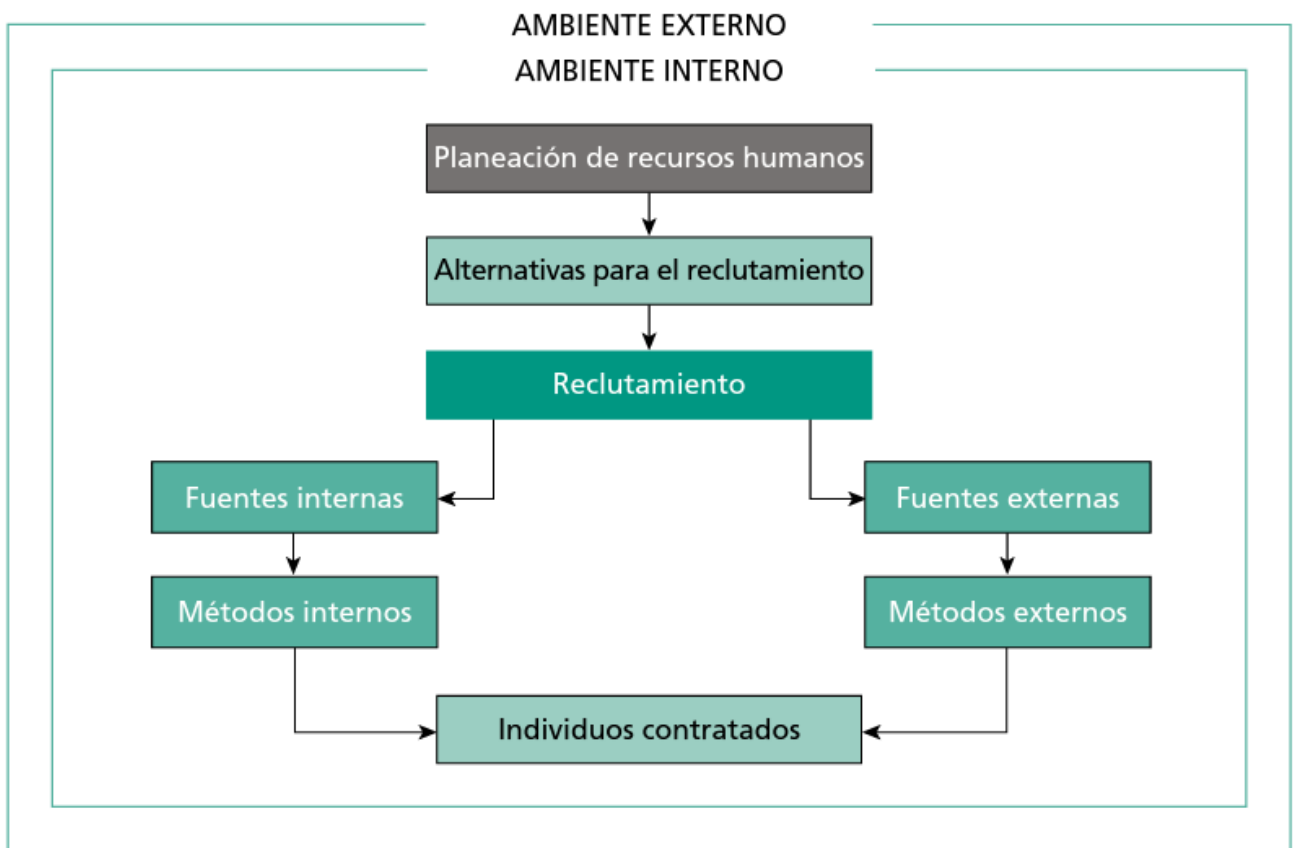 AMBIENTE EXTERNO
AMBIENTE INTERNO
Planeación de recursos humanos
Alternativas para el reclutamiento
Reclutamiento
Fuentes internas
Fuentes externas
Métodos internos
Métodos externos
Individuos contratados